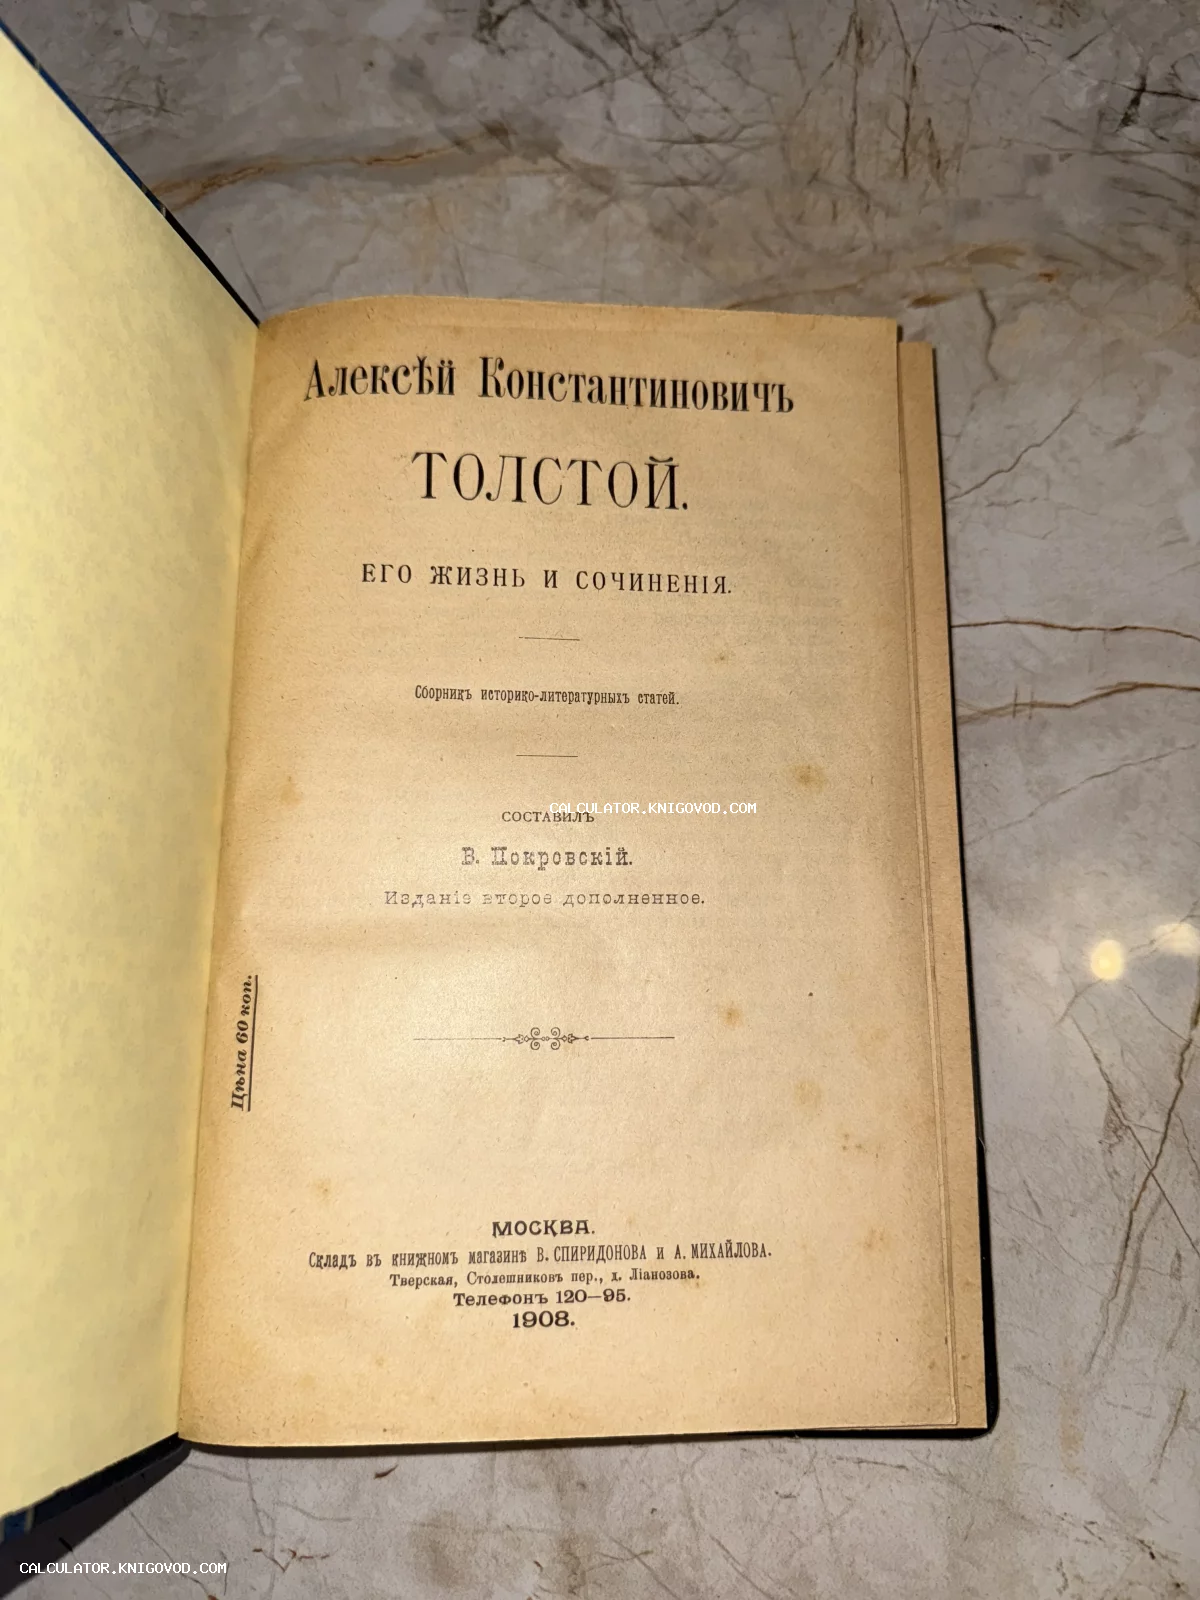 Алексѣй Константиновичъ
ТОЛСТОЙ.
ЕГО ЖИЗНЬ И СОЧИНЕНІЯ.
Сборникъ историко-литературныхъ статей.
CALCULATOR.KNIGOVOD.COM
СОСТАВИЛЪ
В. Покровскій.
Изданіе второе дополненное.
Цѣна 60 коп.
МОСКВА.
Складъ въ книжномъ магазинѣ В. СПИРИДОНОВА и А. МИХАЙЛОВА.
Тверская, Столешниковъ пер., д. Ліанозова.
Телефонъ 120—95.
1908.
CALCULATOR.KNIGOVOD.COM